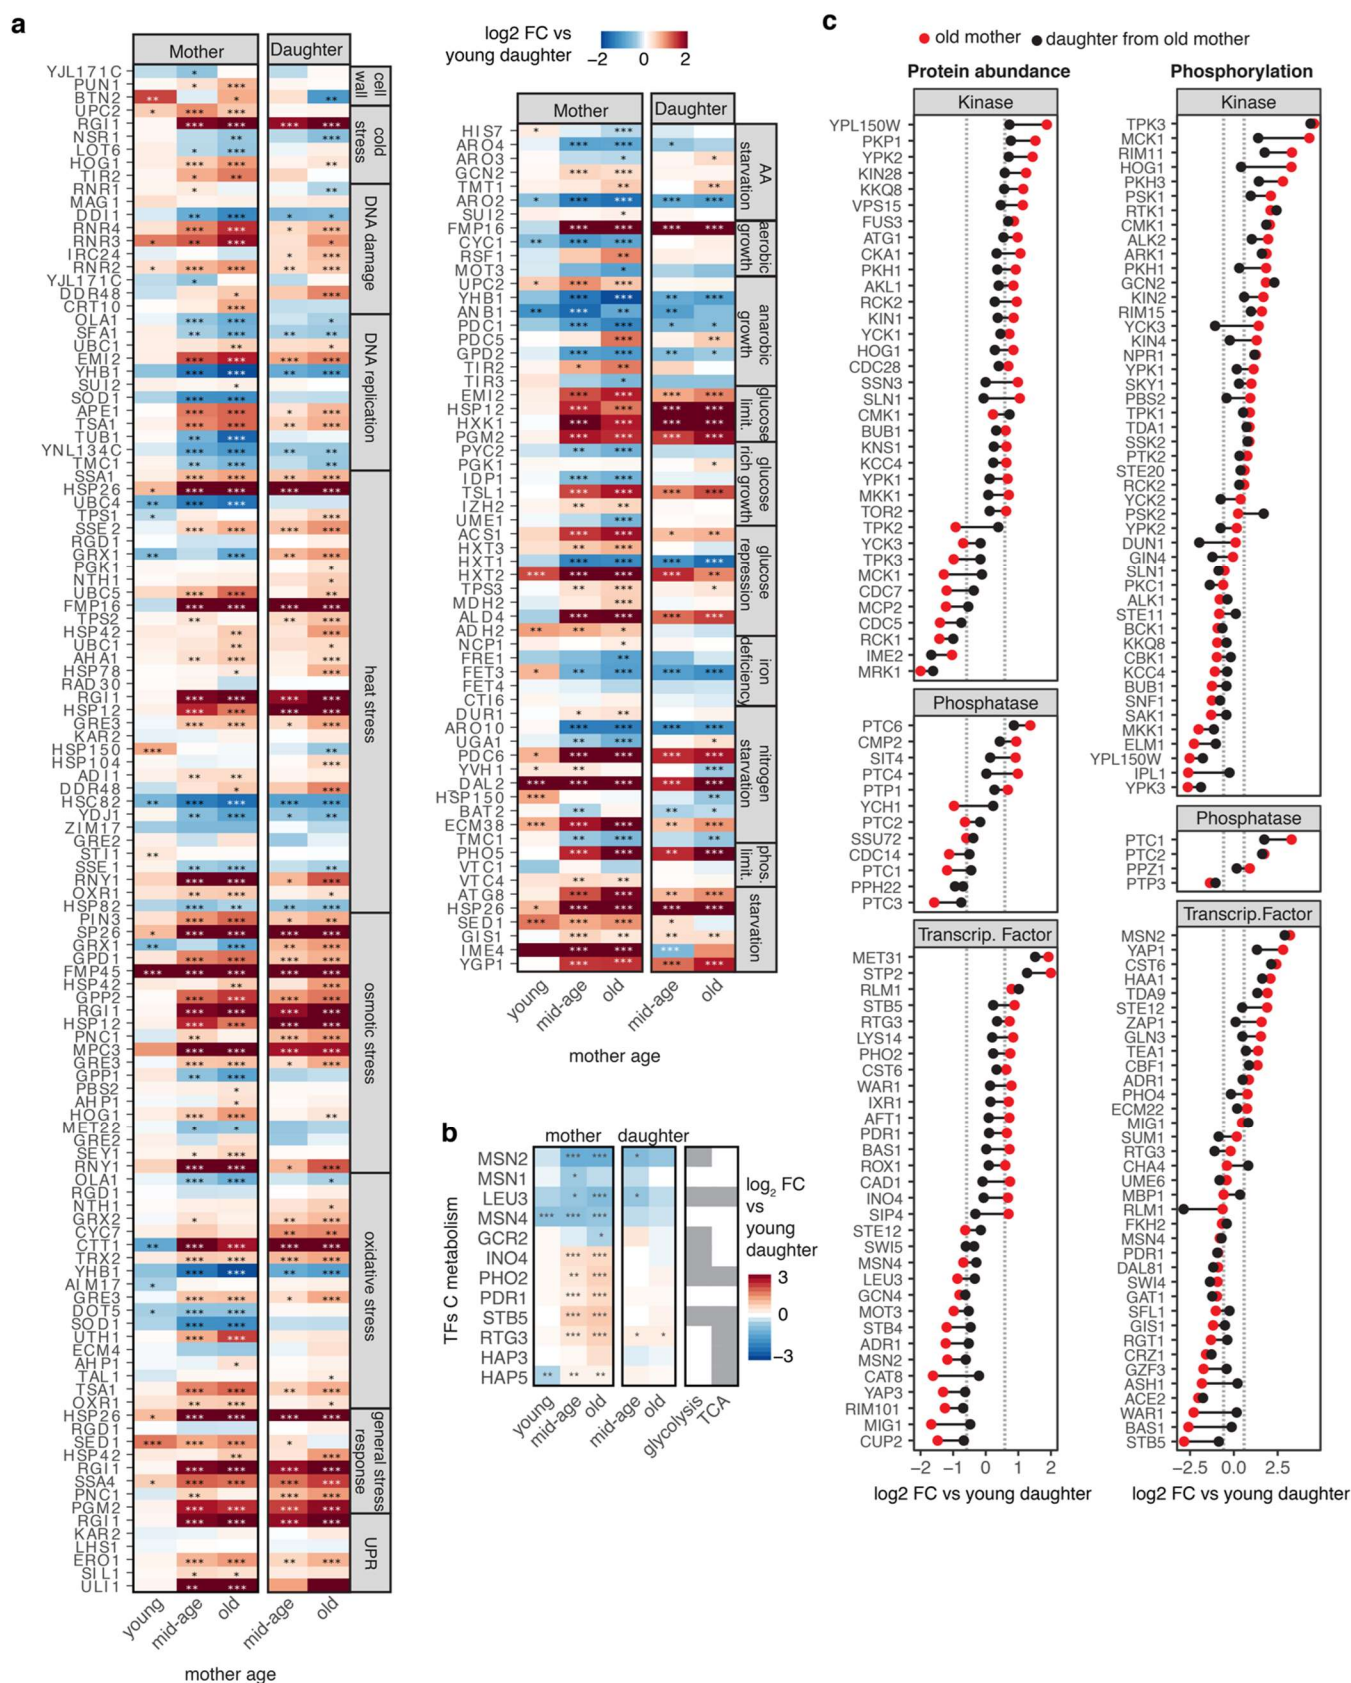 a
Mother
Daughter
YJL171C
PUN1
BTN2
cell wall
UPC2
RGI1
NSR1
LOT6
HOG1
TIR2
cold stress
RNR1
MAG1
DDI1
RNR4
RNR3
IRC24
RNR2
YJL171C
DDR48
CRT10
DNA damage
OLA1
SFA1
UBC1
EMI2
YHB1
SUI2
SOD1
APE1
TSA1
TUB1
YNL134C
TMC1
DNA replication
SSA1
HSP26
UBC4
TPS1
SSE2
RGD1
GRX1
PGK1
NTH1
UBC5
FMP16
TPS2
HSP42
UBC1
AHA1
HSP78
RAD30
RGI1
HSP12
GRE3
KAR2
HSP150
HSP104
ADI1
DDR48
HSC82
YDJ1
ZIM17
GRE2
STI1
SSE1
RNY1
OXR1
HSP82
heat stress
PIN3
SP26
GRX1
GPD1
FMP45
HSP42
GPP2
RGI1
HSP12
PNC1
MPC3
GRE3
GPP1
PBS2
AHP1
HOG1
MET22
GRE2
SEY1
RNY1
osmotic stress
OLA1
RGD1
NTH1
GRX2
CYC7
CTT1
TRX2
YHB1
AIM17
GRE3
DOT5
SOD1
UTH1
ECM4
AHP1
TAL1
TSA1
OXR1
oxidative stress
HSP26
RGD1
SED1
HSP42
RGI1
SSA4
PNC1
PGM2
general stress response
RGI1
KAR2
LHS1
ERO1
SIL1
ULI1
UPR
young
mid-age
old
mid-age
old
mother age
log2 FC vs
young daughter
−2
0
2
Mother
Daughter
HIS7
ARO4
ARO3
GCN2
TMT1
ARO2
SUI2
AA starvation
FMP16
CYC1
RSF1
MOT3
aerobic growth
UPC2
YHB1
ANB1
PDC1
PDC5
GPD2
TIR2
TIR3
anarobic growth
EMI2
HSP12
HXK1
PGM2
glucose limit.
PYC2
PGK1
IDP1
TSL1
IZH2
UME1
glucose rich growth
ACS1
HXT3
HXT1
HXT2
TPS3
MDH2
ALD4
ADH2
glucose repression
NCP1
FRE1
FET3
FET4
CTI6
iron deficiency
DUR1
ARO10
UGA1
PDC6
YVH1
DAL2
HSP150
BAT2
ECM38
TMC1
nitrogen starvation
PHO5
VTC1
VTC4
phos. limit.
ATG8
HSP26
SED1
GIS1
IME4
YGP1
starvation
young
mid-age
old
mid-age
old
mother age
b
mother
daughter
TFs C metabolism
MSN2
MSN1
LEU3
MSN4
GCR2
INO4
PHO2
PDR1
STB5
RTG3
HAP3
HAP5
young
mid-age
old
mid-age
old
glycolysis
TCA
log2 FC
vs
young
daughter
3
0
−3
c
old mother
daughter from old mother
Protein abundance
Kinase
YPL150W
PKP1
YPK2
KIN28
KKQ8
VPS15
FUS3
ATG1
CKA1
PKH1
AKL1
RCK2
KIN1
YCK1
HOG1
CDC28
SSN3
SLN1
CMK1
BUB1
KNS1
KCC4
YPK1
MKK1
TOR2
TPK2
YCK3
TPK3
MCK1
CDC7
MCP2
CDC5
RCK1
IME2
MRK1
Phosphatase
PTC6
CMP2
SIT4
PTC4
PTP1
YCH1
PTC2
SSU72
CDC14
PTC1
PPH22
PTC3
Transcrip. Factor
MET31
STP2
RLM1
STB5
RTG3
LYS14
PHO2
CST6
WAR1
IXR1
AFT1
PDR1
BAS1
ROX1
CAD1
INO4
SIP4
STE12
SWI5
MSN4
LEU3
GCN4
MOT3
STB4
ADR1
MSN2
CAT8
YAP3
RIM101
MIG1
CUP2
−2
−1
0
1
2
log2 FC vs young daughter
Phosphorylation
Kinase
TPK3
MCK1
RIM11
HOG1
PKH3
PSK1
RTK1
CMK1
ALK2
ARK1
PKH1
GCN2
KIN2
RIM15
YCK3
KIN4
NPR1
YPK1
SKY1
PBS2
TPK1
TDA1
SSK2
PTK2
STE20
RCK2
YCK2
PSK2
YPK2
DUN1
GIN4
SLN1
PKC1
ALK1
STE11
BCK1
KKQ8
CBK1
KCC4
BUB1
SNF1
SAK1
MKK1
ELM1
YPL150W
IPL1
YPK3
Phosphatase
PTC1
PTC2
PPZ1
PTP3
Transcrip.Factor
MSN2
YAP1
CST6
HAA1
TDA9
STE12
ZAP1
GLN3
TEA1
CBF1
ADR1
PHO4
ECM22
MIG1
SUM1
RTG3
CHA4
UME6
MBP1
RLM1
FKH2
MSN4
PDR1
DAL81
SWI4
GAT1
SFL1
GIS1
RGT1
CRZ1
GZF3
ASH1
ACE2
WAR1
BAS1
STB5
−2.5
0.0
2.5
log2 FC vs young daughter